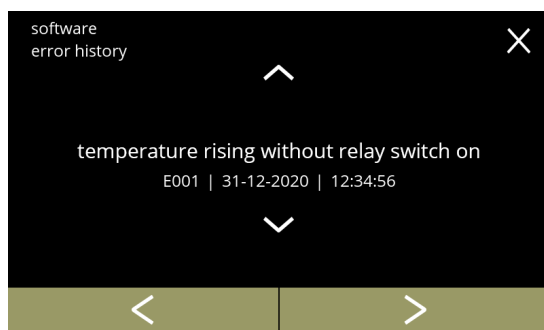 software
error history
temperature rising without relay switch on
E001 | 31-12-2020 | 12:34:56